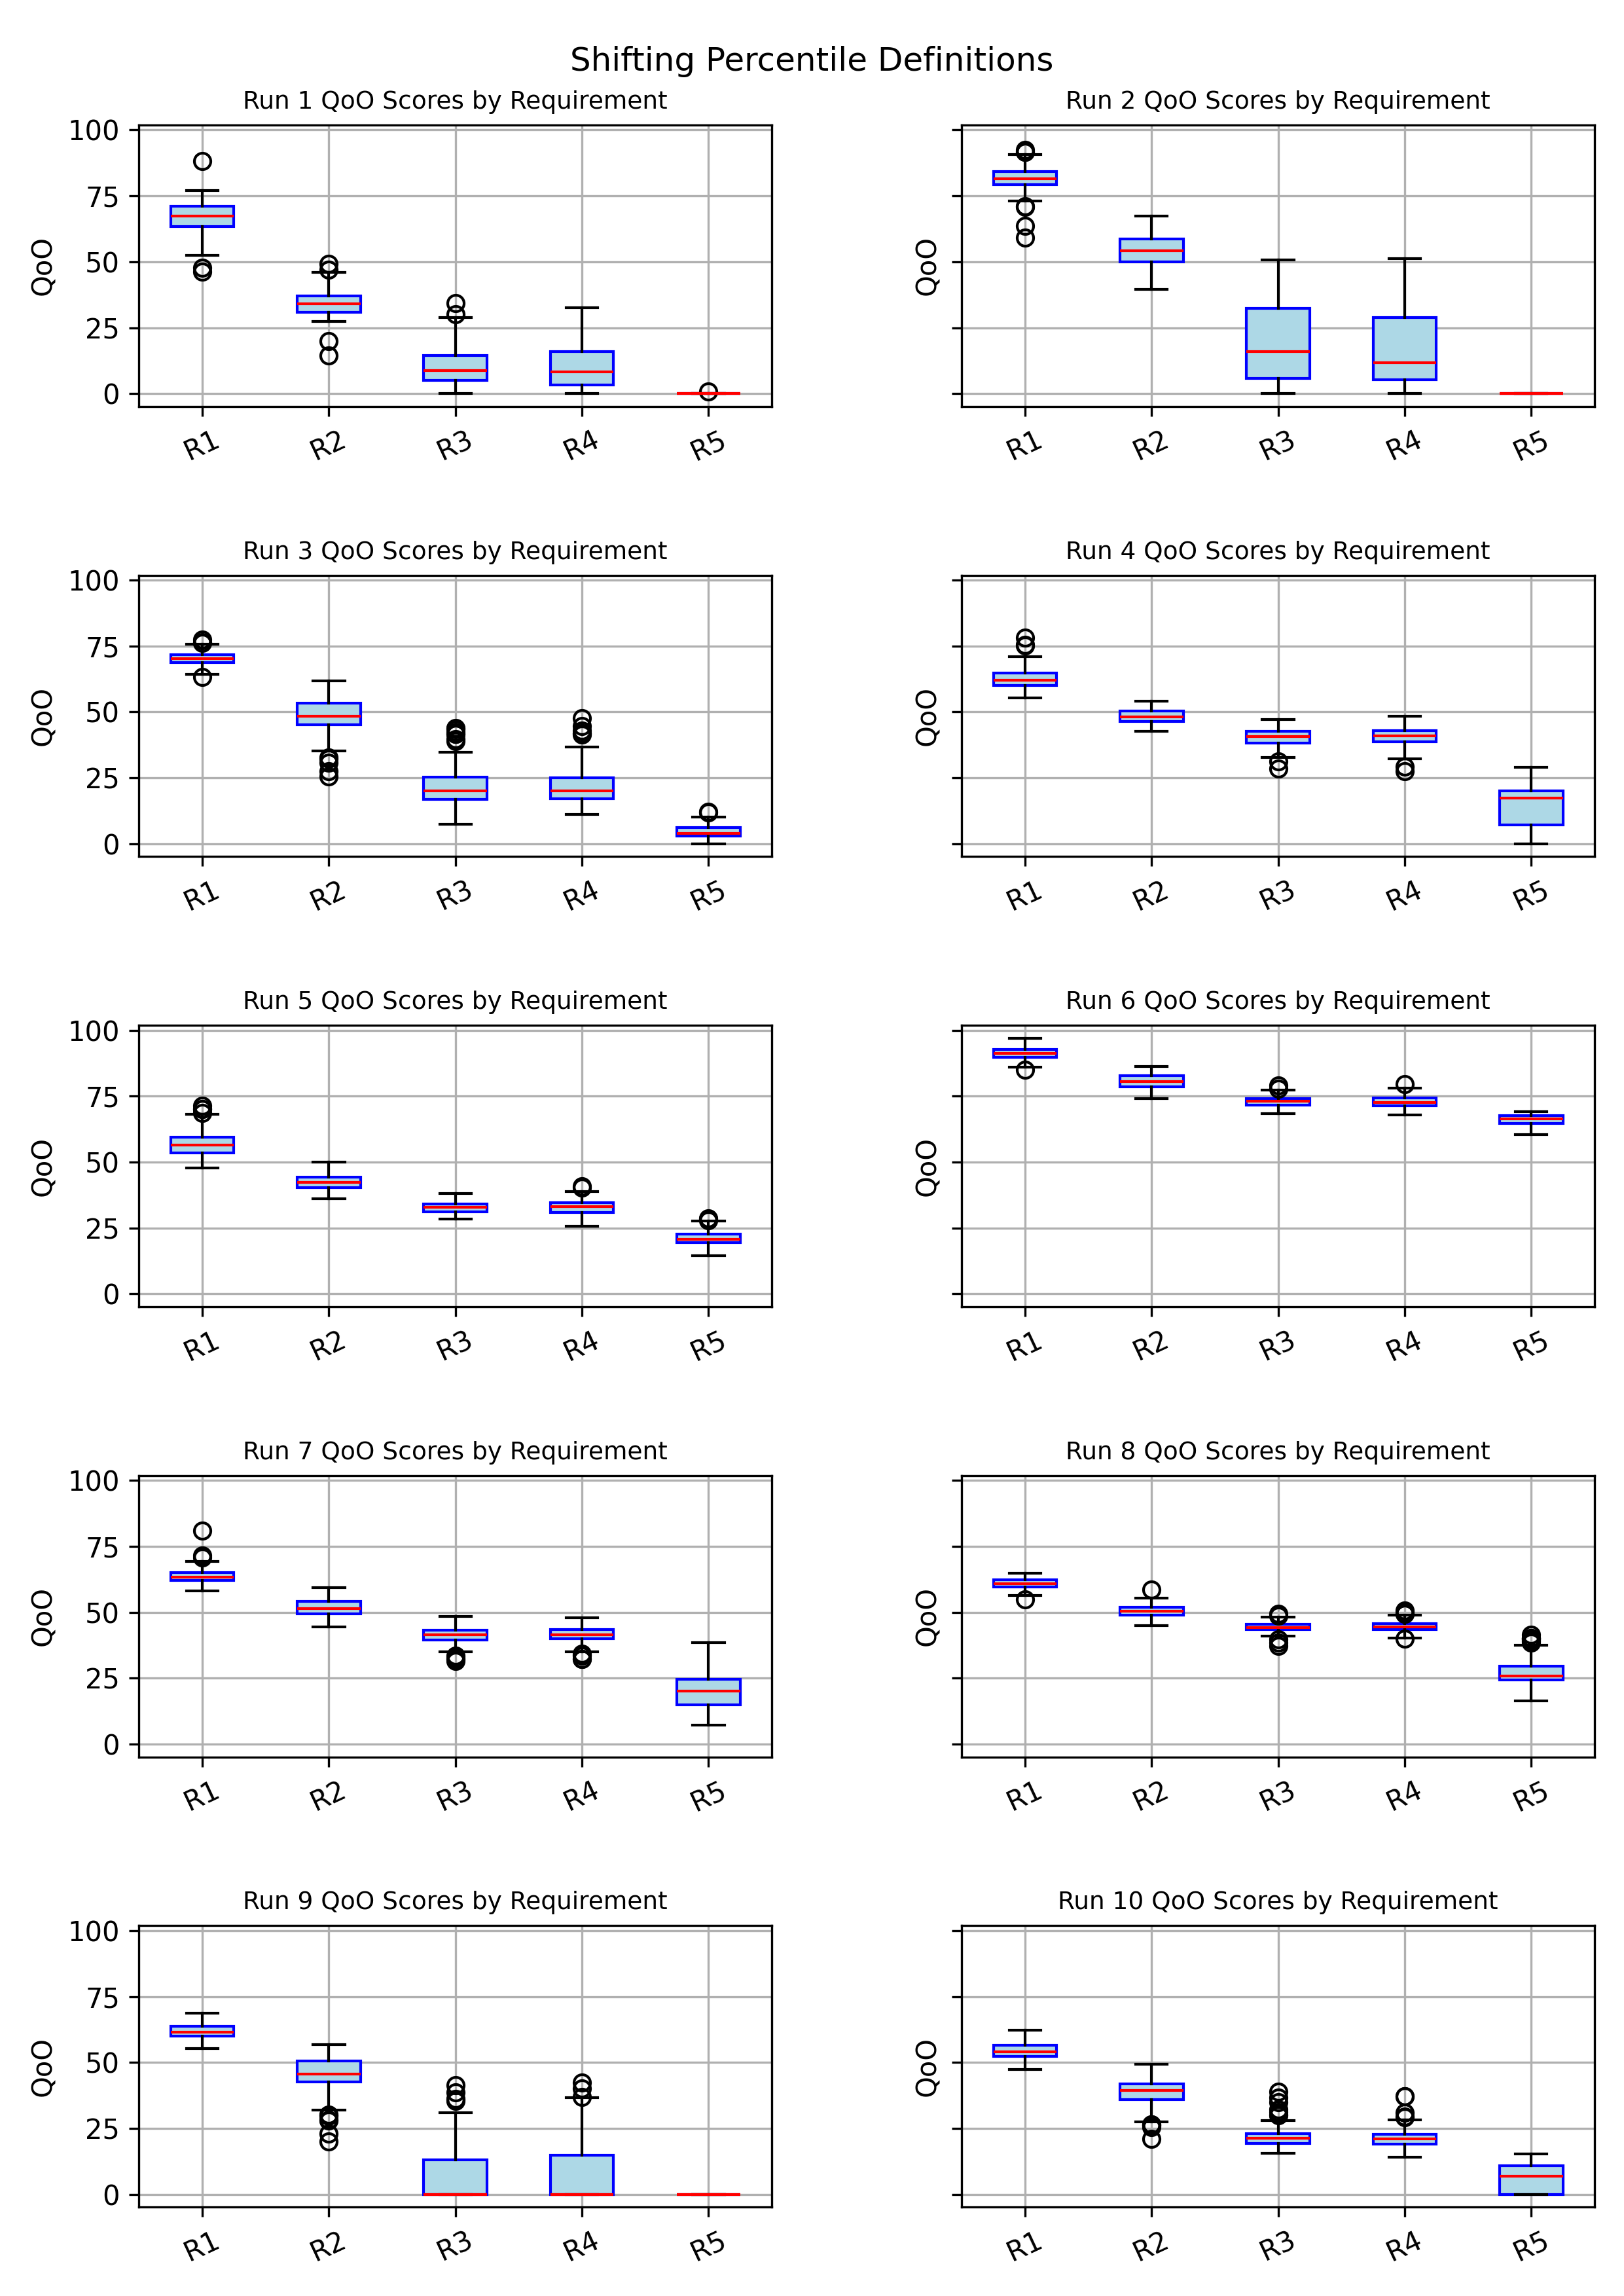 Shifting Percentile Definitions
Run 1 QoO Scores by Requirement
100
75
50
25
0
QoO
R1 R2 R3 R4 R5
Run 2 QoO Scores by Requirement
QoO
R1 R2 R3 R4 R5
Run 3 QoO Scores by Requirement
100
75
50
25
0
QoO
R1 R2 R3 R4 R5
Run 4 QoO Scores by Requirement
QoO
R1 R2 R3 R4 R5
Run 5 QoO Scores by Requirement
100
75
50
25
0
QoO
R1 R2 R3 R4 R5
Run 6 QoO Scores by Requirement
QoO
R1 R2 R3 R4 R5
Run 7 QoO Scores by Requirement
100
75
50
25
0
QoO
R1 R2 R3 R4 R5
Run 8 QoO Scores by Requirement
QoO
R1 R2 R3 R4 R5
Run 9 QoO Scores by Requirement
100
75
50
25
0
QoO
R1 R2 R3 R4 R5
Run 10 QoO Scores by Requirement
QoO
R1 R2 R3 R4 R5